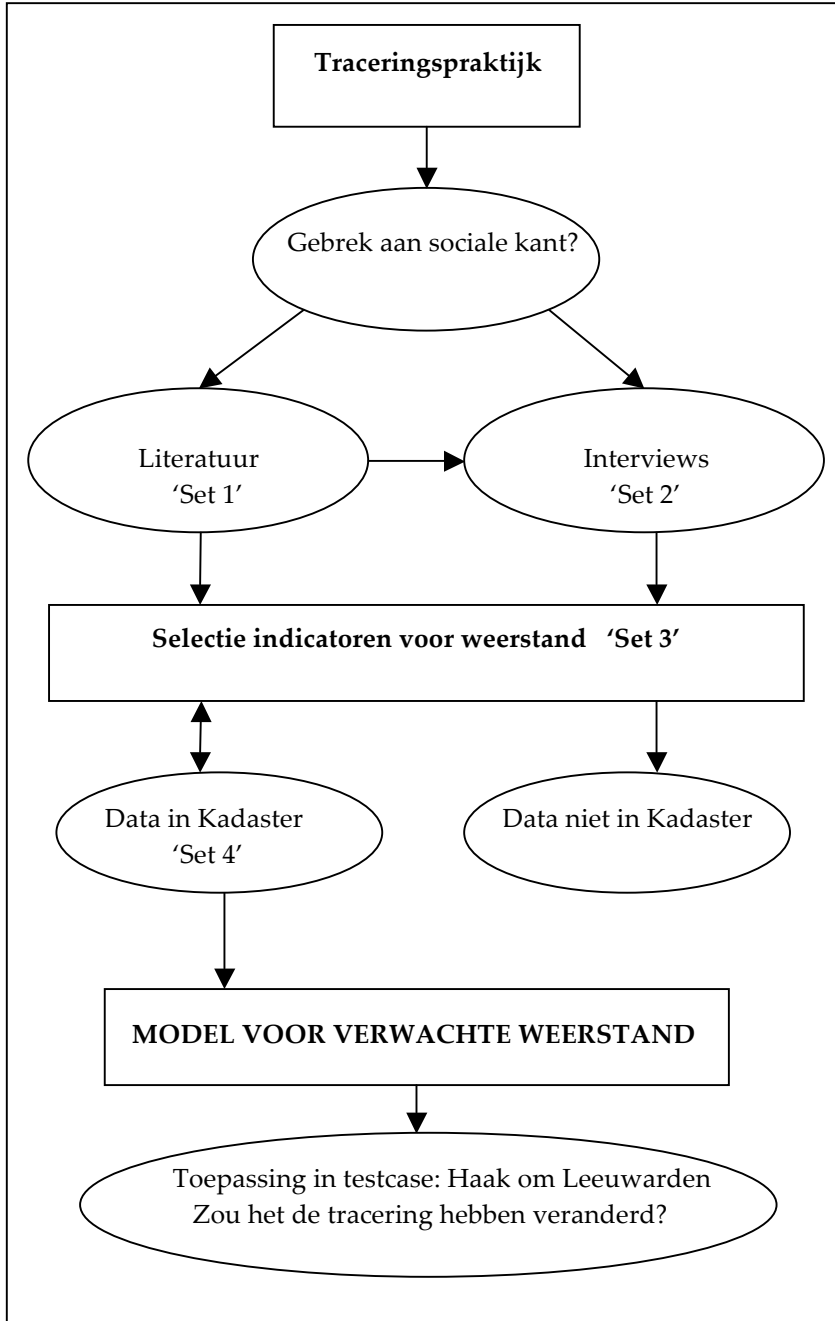 Traceringspraktijk
Gebrek aan sociale kant?
Literatuur
‘Set 1’
Interviews
‘Set 2’
Selectie indicatoren voor weerstand ‘Set 3’
Data in Kadaster
‘Set 4’
Data niet in Kadaster
MODEL VOOR VERWACHTE WEERSTAND
Toepassing in testcase: Haak om Leeuwarden
Zou het de tracering hebben veranderd?